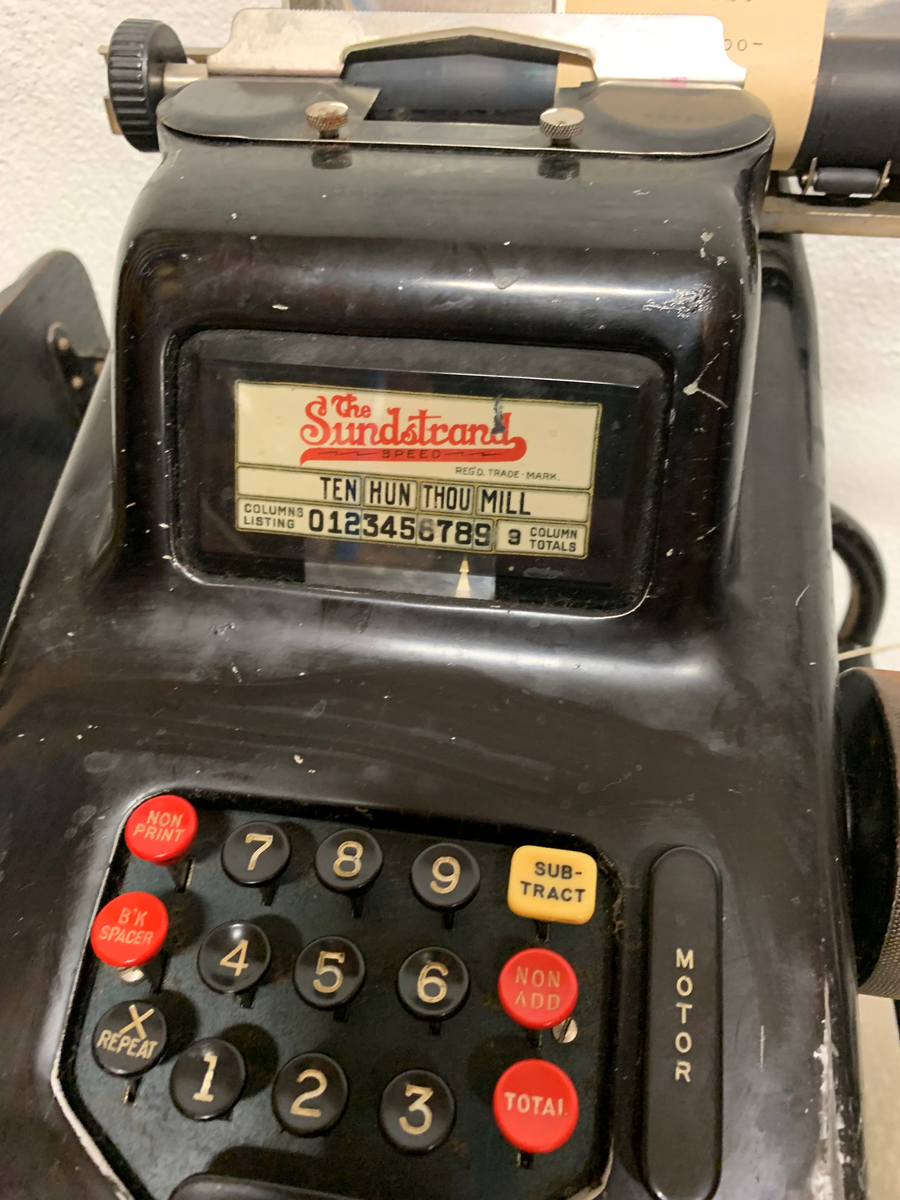 00-
The
Sundstrand
SPEED
REG'D. TRADE-MARK.
TEN HUN THOU MILL
COLUMNS
LISTING
0123456789
9
COLUMN
TOTALS
NON
PRINT
7
8
9
SUB-
TRACT
B'K
SPACER
4
5
6
NON
ADD
X
REPEAT
1
2
3
TOTAL
MOTOR